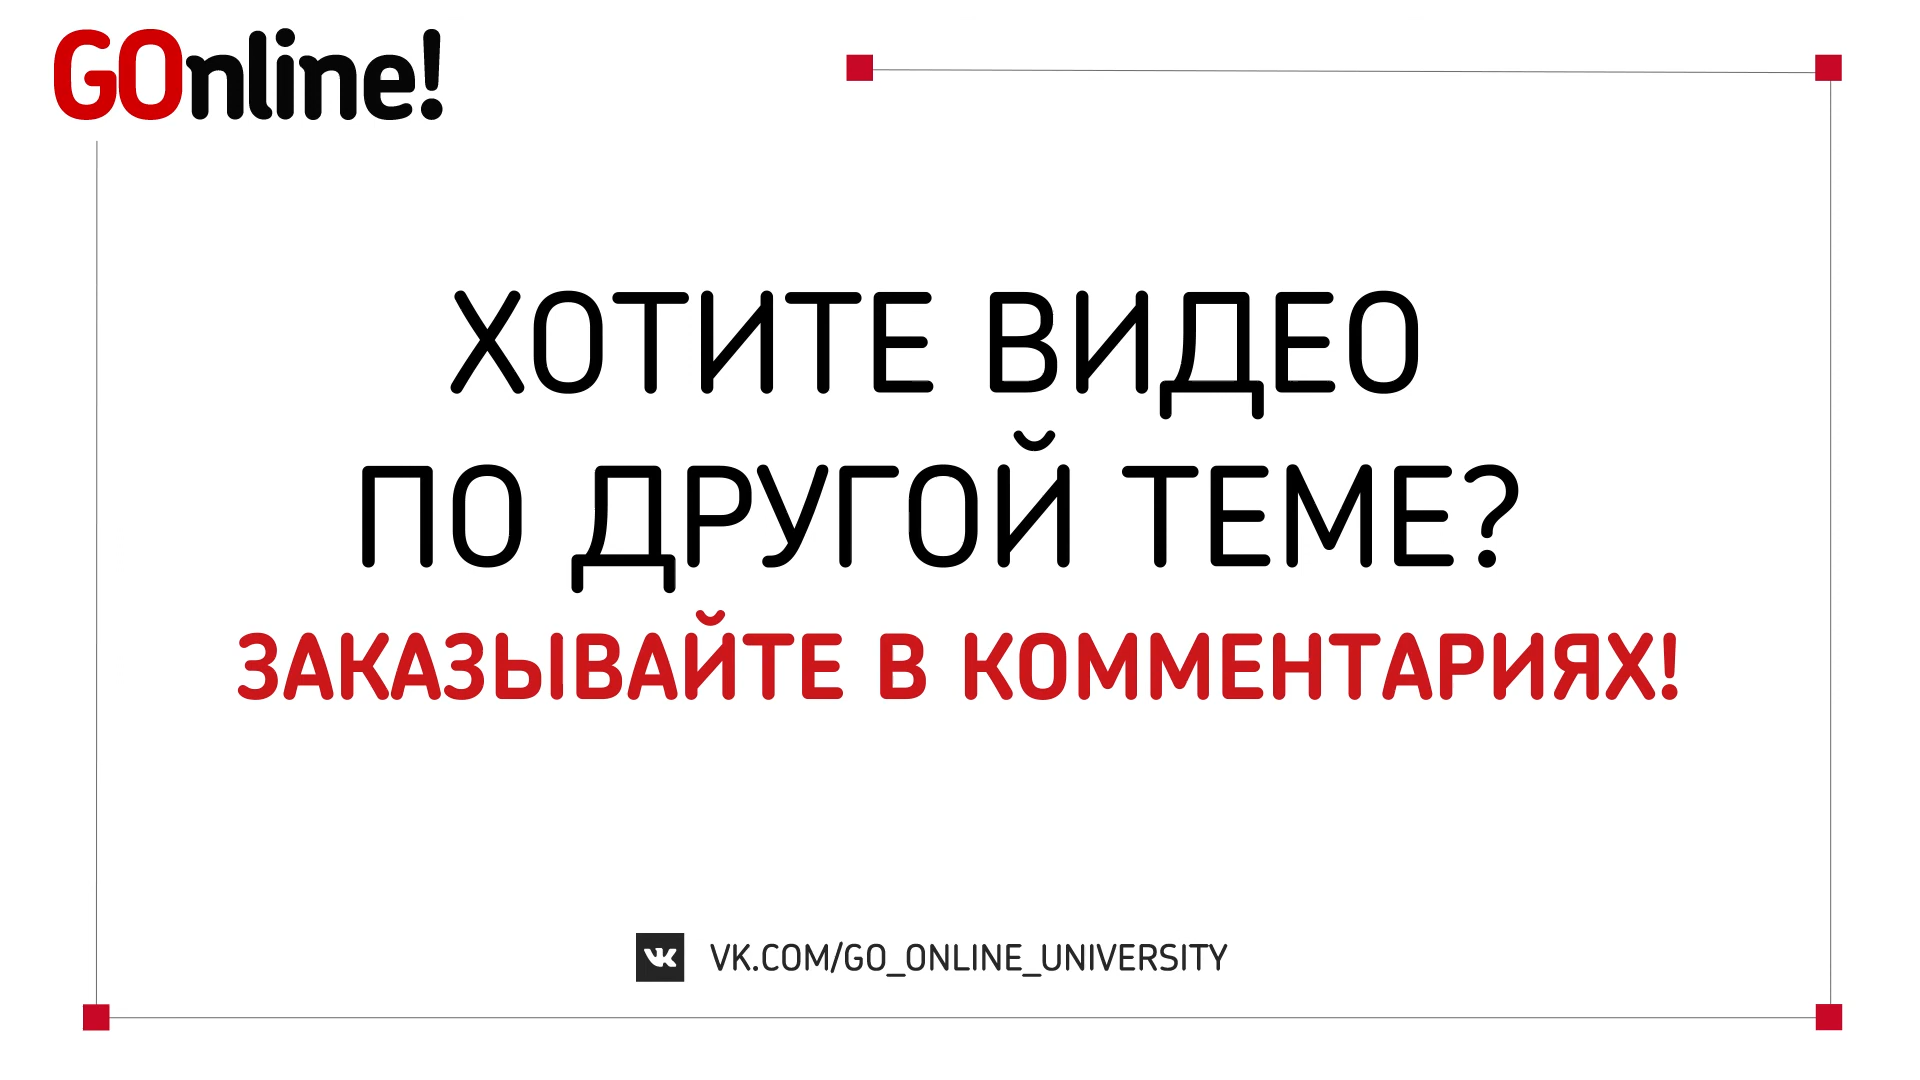 GOnline!
ХОТИТЕ ВИДЕО
ПО ДРУГОЙ ТЕМЕ?
ЗАКАЗЫВАЙТЕ В КОММЕНТАРИЯХ!
VK.COM/GO_ONLINE_UNIVERSITY